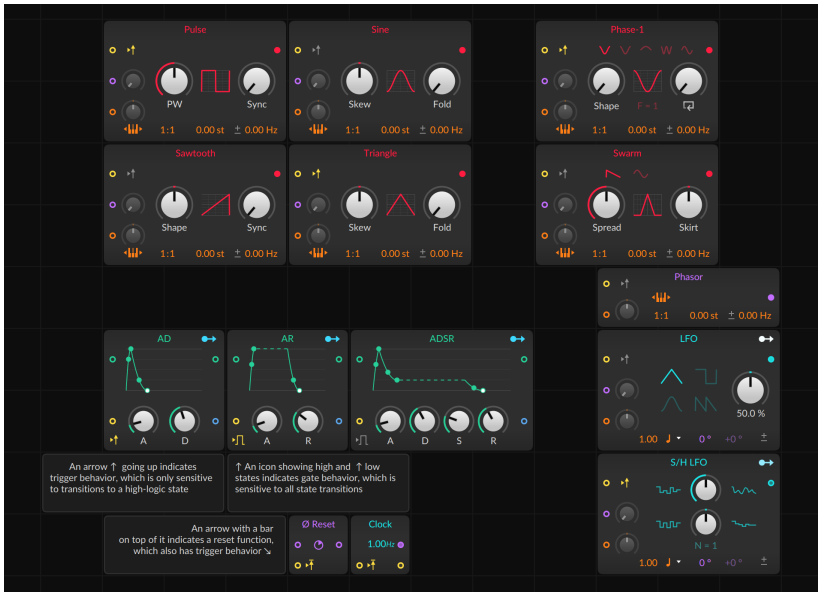 Pulse
PW
Sync
1:1 0.00 st ± 0.00 Hz
Sine
Skew
Fold
1:1 0.00 st ± 0.00 Hz
Phase-1
Shape
F = 1
1:1 0.00 st ± 0.00 Hz
Sawtooth
Shape
Sync
1:1 0.00 st ± 0.00 Hz
Triangle
Skew
Fold
1:1 0.00 st ± 0.00 Hz
Swarm
Spread
Skirt
1:1 0.00 st ± 0.00 Hz
Phasor
1:1 0.00 st ± 0.00 Hz
AD
A D
AR
A R
ADSR
A D S R
LFO
50.0 %
1.00 0° +0° ±
An arrow ↑ going up indicates
trigger behavior, which is only sensitive
to transitions to a high-logic state
↑ An icon showing high and ↑ low
states indicates gate behavior, which is
sensitive to all state transitions
S/H LFO
N = 1
1.00 0° +0° ±
An arrow with a bar
on top of it indicates a reset function,
which also has trigger behavior ↘
Ø Reset
Clock
1.00Hz